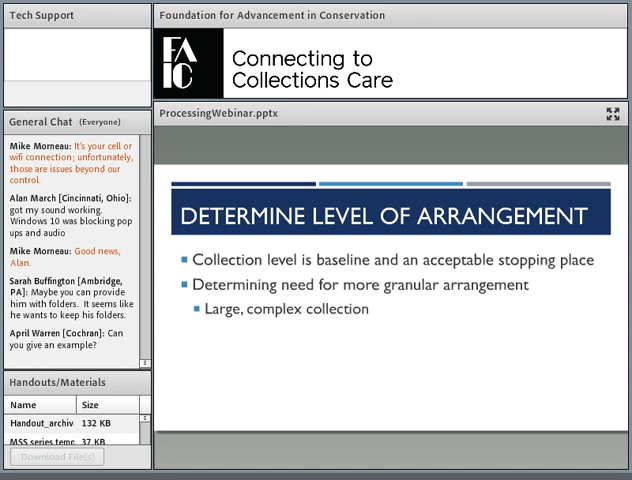 Tech Support
Foundation for Advancement in Conservation
FAIC
Connecting to
Collections Care
General Chat (Everyone)
Mike Morneau: It's your cell or
wifi connection; unfortunately,
those are issues beyond our
control.
Alan March [Cincinnati, Ohio]:
got my sound working.
Windows 10 was blocking pop
ups and audio
Mike Morneau: Good news,
Alan.
Sarah Buffington [Ambridge,
PA]: Maybe you can provide
him with folders. It seems like
he wants to keep his folders.
April Warren [Cochran]: Can
you give an example?
ProcessingWebinar.pptx
DETERMINE LEVEL OF ARRANGEMENT
Collection level is baseline and an acceptable stopping place
Determining need for more granular arrangement
Large, complex collection
Handouts/Materials
Name Size
Handout_archiv 132 KB
MSS series temp 37 KB
Download File(s)